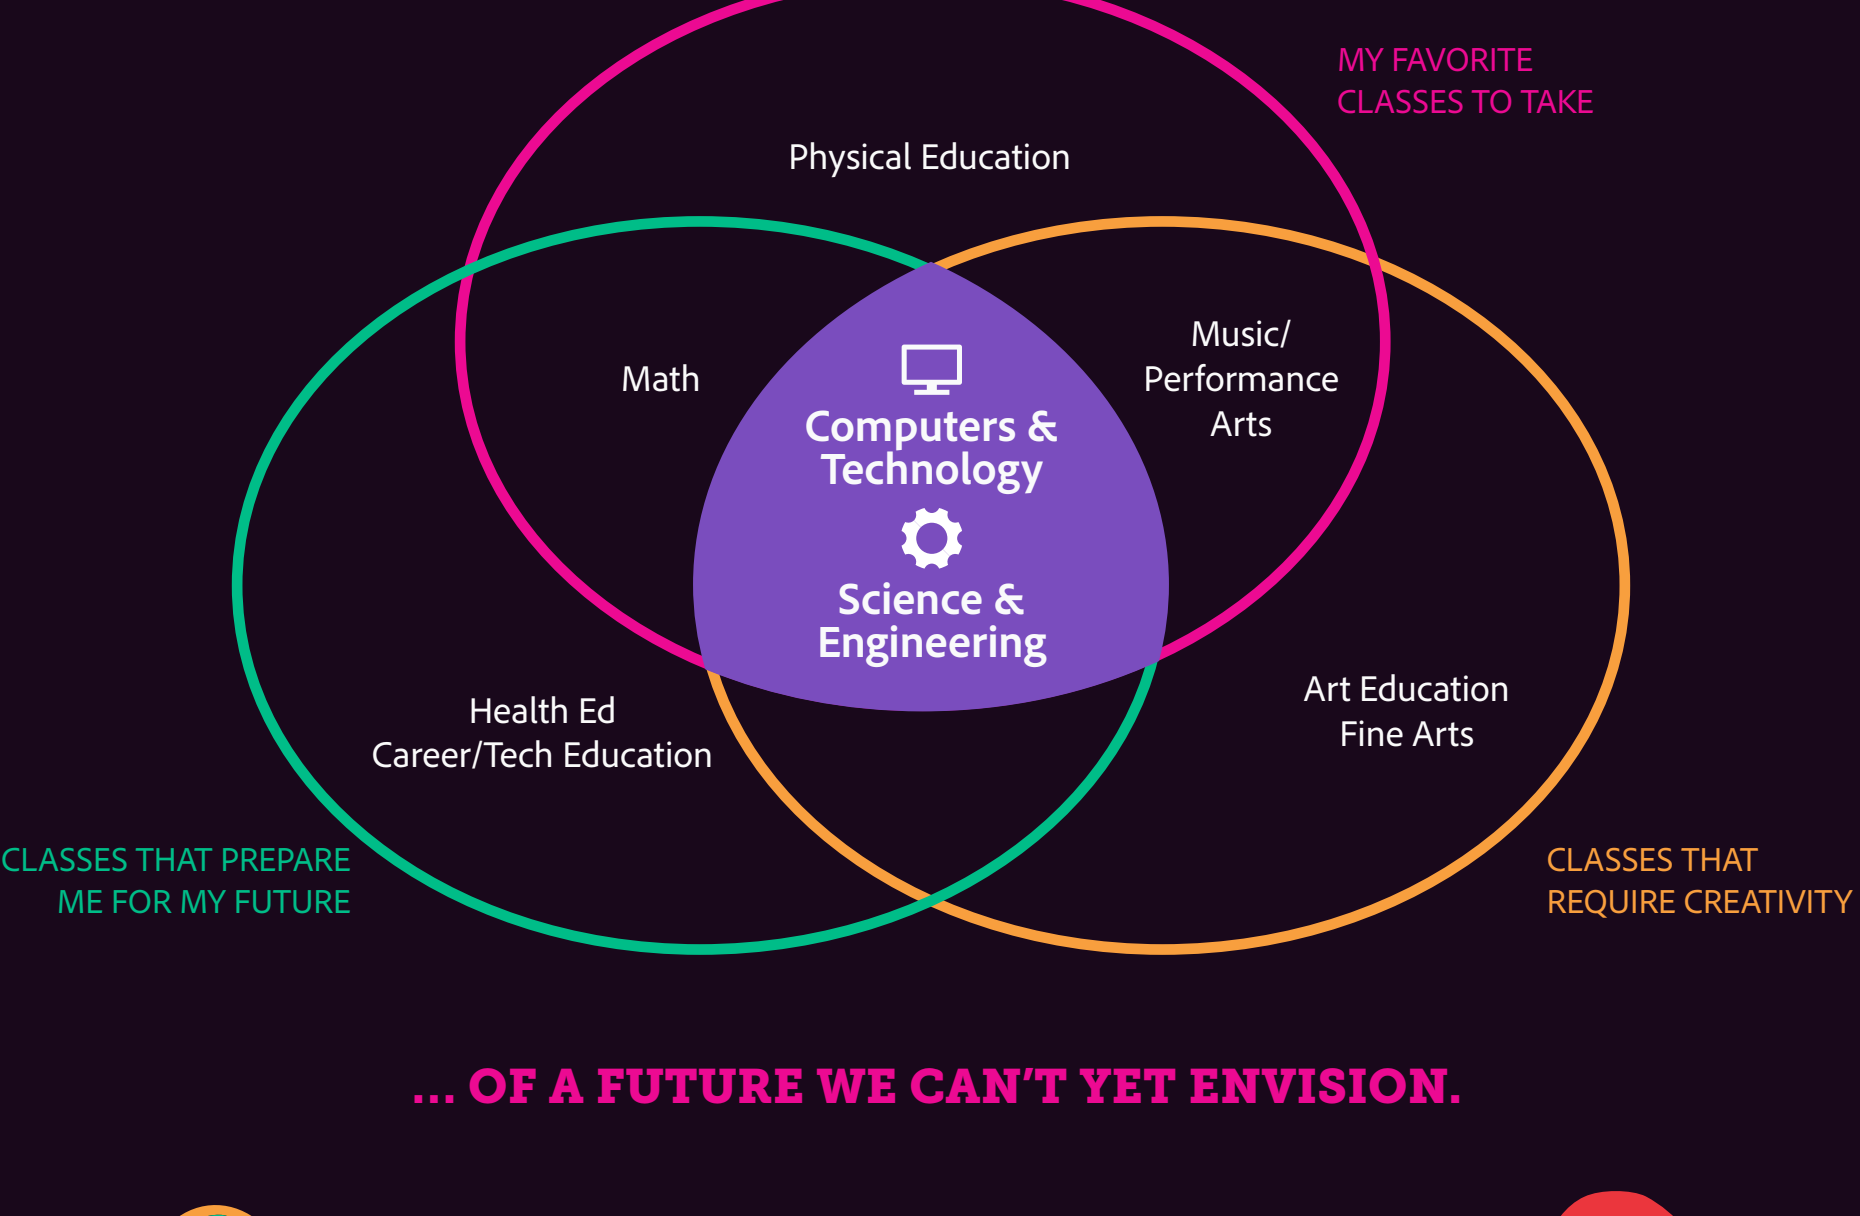 MY FAVORITE
CLASSES TO TAKE
Physical Education
Math
Music/
Performance
Arts
Computers &
Technology
Science &
Engineering
Health Ed
Career/Tech Education
Art Education
Fine Arts
CLASSES THAT PREPARE
ME FOR MY FUTURE
CLASSES THAT
REQUIRE CREATIVITY
... OF A FUTURE WE CAN’T YET ENVISION.